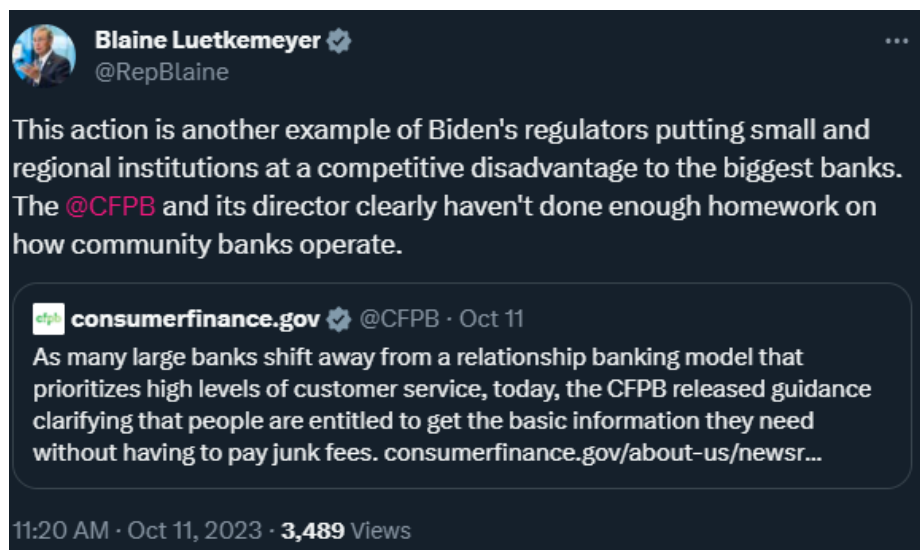 Blaine Luetkemeyer
@RepBlaine
This action is another example of Biden's regulators putting small and
regional institutions at a competitive disadvantage to the biggest banks.
The @CFPB and its director clearly haven't done enough homework on
how community banks operate.
cfpb consumerfinance.gov @CFPB · Oct 11
As many large banks shift away from a relationship banking model that
prioritizes high levels of customer service, today, the CFPB released guidance
clarifying that people are entitled to get the basic information they need
without having to pay junk fees. consumerfinance.gov/about-us/newsr...
11:20 AM · Oct 11, 2023 · 3,489 Views